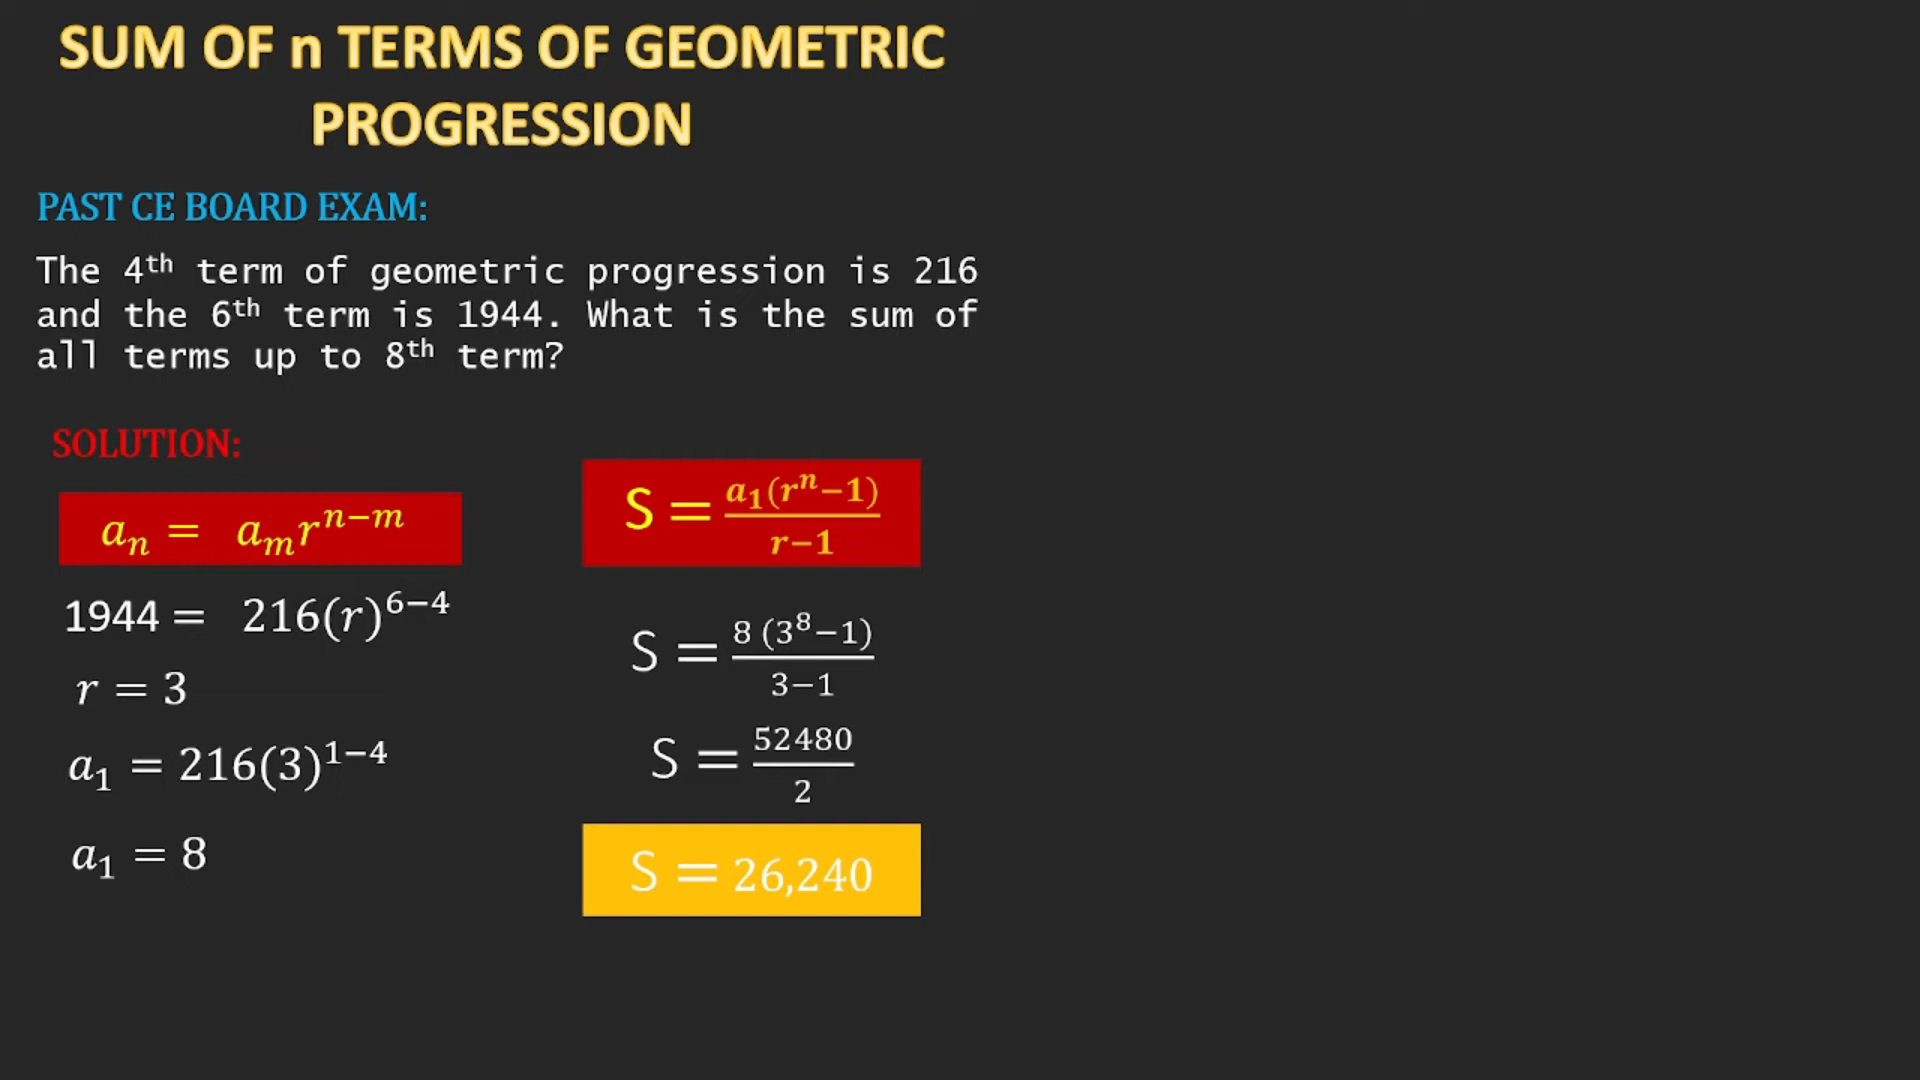 SUM OF n TERMS OF GEOMETRIC
PROGRESSION
PAST CE BOARD EXAM:
The 4th term of geometric progression is 216
and the 6th term is 1944. What is the sum of
all terms up to 8th term?
SOLUTION:
aₙ = aₘrⁿ⁻ᵐ
1944 = 216(r)⁶⁻⁴
r = 3
a₁ = 216(3)¹⁻⁴
a₁ = 8
S = a₁(rⁿ−1)/r−1
S = 8 (3⁸−1)/3−1
S = 52480/2
S = 26,240